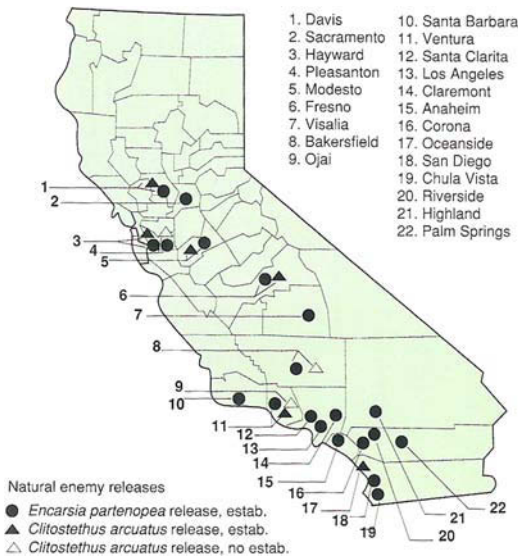 1. Davis
2. Sacramento
3. Hayward
4. Pleasanton
5. Modesto
6. Fresno
7. Visalia
8. Bakersfield
9. Ojai
10. Santa Barbara
11. Ventura
12. Santa Clarita
13. Los Angeles
14. Claremont
15. Anaheim
16. Corona
17. Oceanside
18. San Diego
19. Chula Vista
20. Riverside
21. Highland
22. Palm Springs
1
2
3
4
5
6
7
8
9
10
11
12
13
14
15
16
17
18
19
20
21
22
Natural enemy releases
Encarsia partenopea release, estab.
Clitostethus arcuatus release, estab.
Clitostethus arcuatus release, no estab.